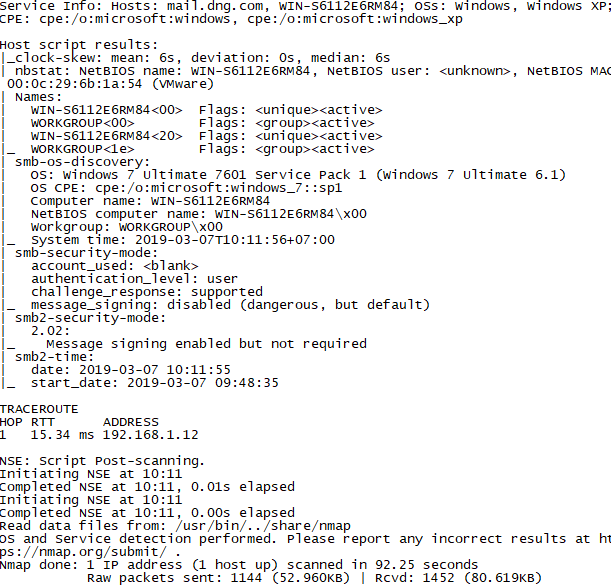 Service Info: Hosts: mail.dng.com, WIN-S6112E6RM84; OSs: Windows, Windows XP;
CPE: cpe:/o:microsoft:windows, cpe:/o:microsoft:windows_xp
Host script results:
|_clock-skew: mean: 6s, deviation: 0s, median: 6s
| nbstat: NetBIOS name: WIN-S6112E6RM84, NetBIOS user: <unknown>, NetBIOS MAC
00:0c:29:6b:1a:54 (VMware)
| Names:
|   WIN-S6112E6RM84<00>  Flags: <unique><active>
|   WORKGROUP<00>        Flags: <group><active>
|   WIN-S6112E6RM84<20>  Flags: <unique><active>
|_  WORKGROUP<1e>        Flags: <group><active>
| smb-os-discovery:
|   OS: Windows 7 Ultimate 7601 Service Pack 1 (Windows 7 Ultimate 6.1)
|   OS CPE: cpe:/o:microsoft:windows_7::sp1
|   Computer name: WIN-S6112E6RM84
|   NetBIOS computer name: WIN-S6112E6RM84\x00
|   Workgroup: WORKGROUP\x00
|_  System time: 2019-03-07T10:11:56+07:00
| smb-security-mode:
|   account_used: <blank>
|   authentication_level: user
|   challenge_response: supported
|_  message_signing: disabled (dangerous, but default)
| smb2-security-mode:
|   2.02:
|_    Message signing enabled but not required
| smb2-time:
|   date: 2019-03-07 10:11:55
|_  start_date: 2019-03-07 09:48:35
TRACEROUTE
HOP RTT      ADDRESS
1   15.34 ms 192.168.1.12
NSE: Script Post-scanning.
Initiating NSE at 10:11
Completed NSE at 10:11, 0.01s elapsed
Initiating NSE at 10:11
Completed NSE at 10:11, 0.00s elapsed
Read data files from: /usr/bin/../share/nmap
OS and Service detection performed. Please report any incorrect results at ht
ps://nmap.org/submit/ .
Nmap done: 1 IP address (1 host up) scanned in 92.25 seconds
           Raw packets sent: 1144 (52.960KB) | Rcvd: 1452 (80.619KB)